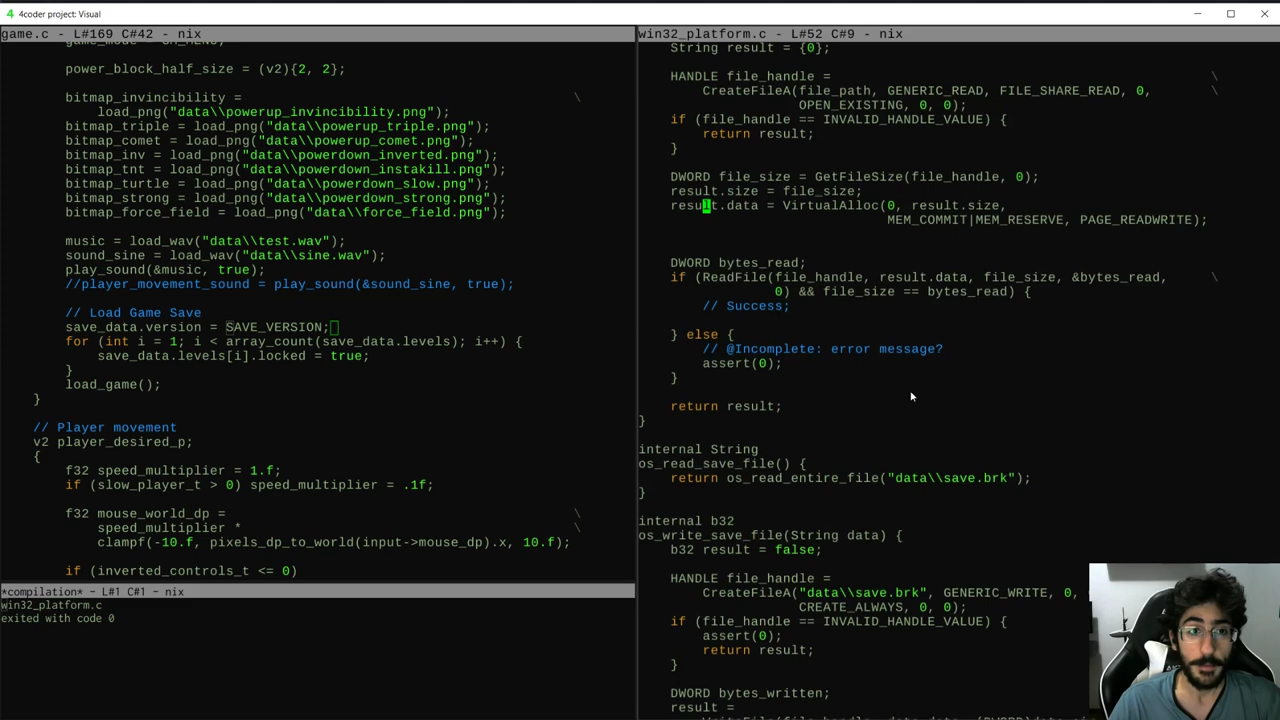 4 4coder project: Visual
game.c - L#169 C#42 - nix
game_mode = GM_MENU;
power_block_half_size = (v2){2, 2};
bitmap_invincibility = \
load_png("data\\powerup_invincibility.png");
bitmap_triple = load_png("data\\powerup_triple.png");
bitmap_comet = load_png("data\\powerup_comet.png");
bitmap_inv = load_png("data\\powerdown_inverted.png");
bitmap_tnt = load_png("data\\powerdown_instakill.png");
bitmap_turtle = load_png("data\\powerdown_slow.png");
bitmap_strong = load_png("data\\powerdown_strong.png");
bitmap_force_field = load_png("data\\force_field.png");
music = load_wav("data\\test.wav");
sound_sine = load_wav("data\\sine.wav");
play_sound(&music, true);
//player_movement_sound = play_sound(&sound_sine, true);
// Load Game Save
save_data.version = SAVE_VERSION;
for (int i = 1; i < array_count(save_data.levels); i++) {
save_data.levels[i].locked = true;
}
load_game();
}
// Player movement
v2 player_desired_p;
{
f32 speed_multiplier = 1.f;
if (slow_player_t > 0) speed_multiplier = .1f;
f32 mouse_world_dp = \
speed_multiplier * \
clampf(-10.f, pixels_dp_to_world(input->mouse_dp).x, 10.f);
if (inverted_controls_t <= 0)
*compilation* - L#1 C#1 - nix
win32_platform.c
exited with code 0
win32_platform.c - L#52 C#9 - nix
String result = {0};
HANDLE file_handle = \
CreateFileA(file_path, GENERIC_READ, FILE_SHARE_READ, 0, \
OPEN_EXISTING, 0, 0);
if (file_handle == INVALID_HANDLE_VALUE) {
return result;
}
DWORD file_size = GetFileSize(file_handle, 0);
result.size = file_size;
result.data = VirtualAlloc(0, result.size,
MEM_COMMIT|MEM_RESERVE, PAGE_READWRITE);
DWORD bytes_read;
if (ReadFile(file_handle, result.data, file_size, &bytes_read, \
0) && file_size == bytes_read) {
// Success;
} else {
// @Incomplete: error message?
assert(0);
}
return result;
}
internal String
os_read_save_file() {
return os_read_entire_file("data\\save.brk");
}
internal b32
os_write_save_file(String data) {
b32 result = false;
HANDLE file_handle =
CreateFileA("data\\save.brk", GENERIC_WRITE, 0,
CREATE_ALWAYS, 0, 0);
if (file_handle == INVALID_HANDLE_VALUE) {
assert(0);
return result;
}
DWORD bytes_written;
result =